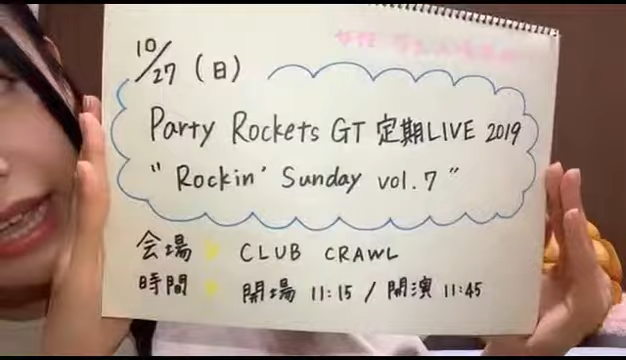 10/27 (日)
Party Rockets GT 定期LIVE 2019
"Rockin' Sunday vol.7"
会場 CLUB CRAWL
時間 開場 11:15 / 開演 11:45